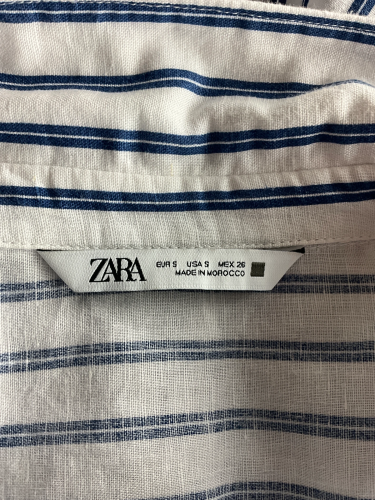 ZARA
EUR S USA S MEX 26
MADE IN MOROCCO